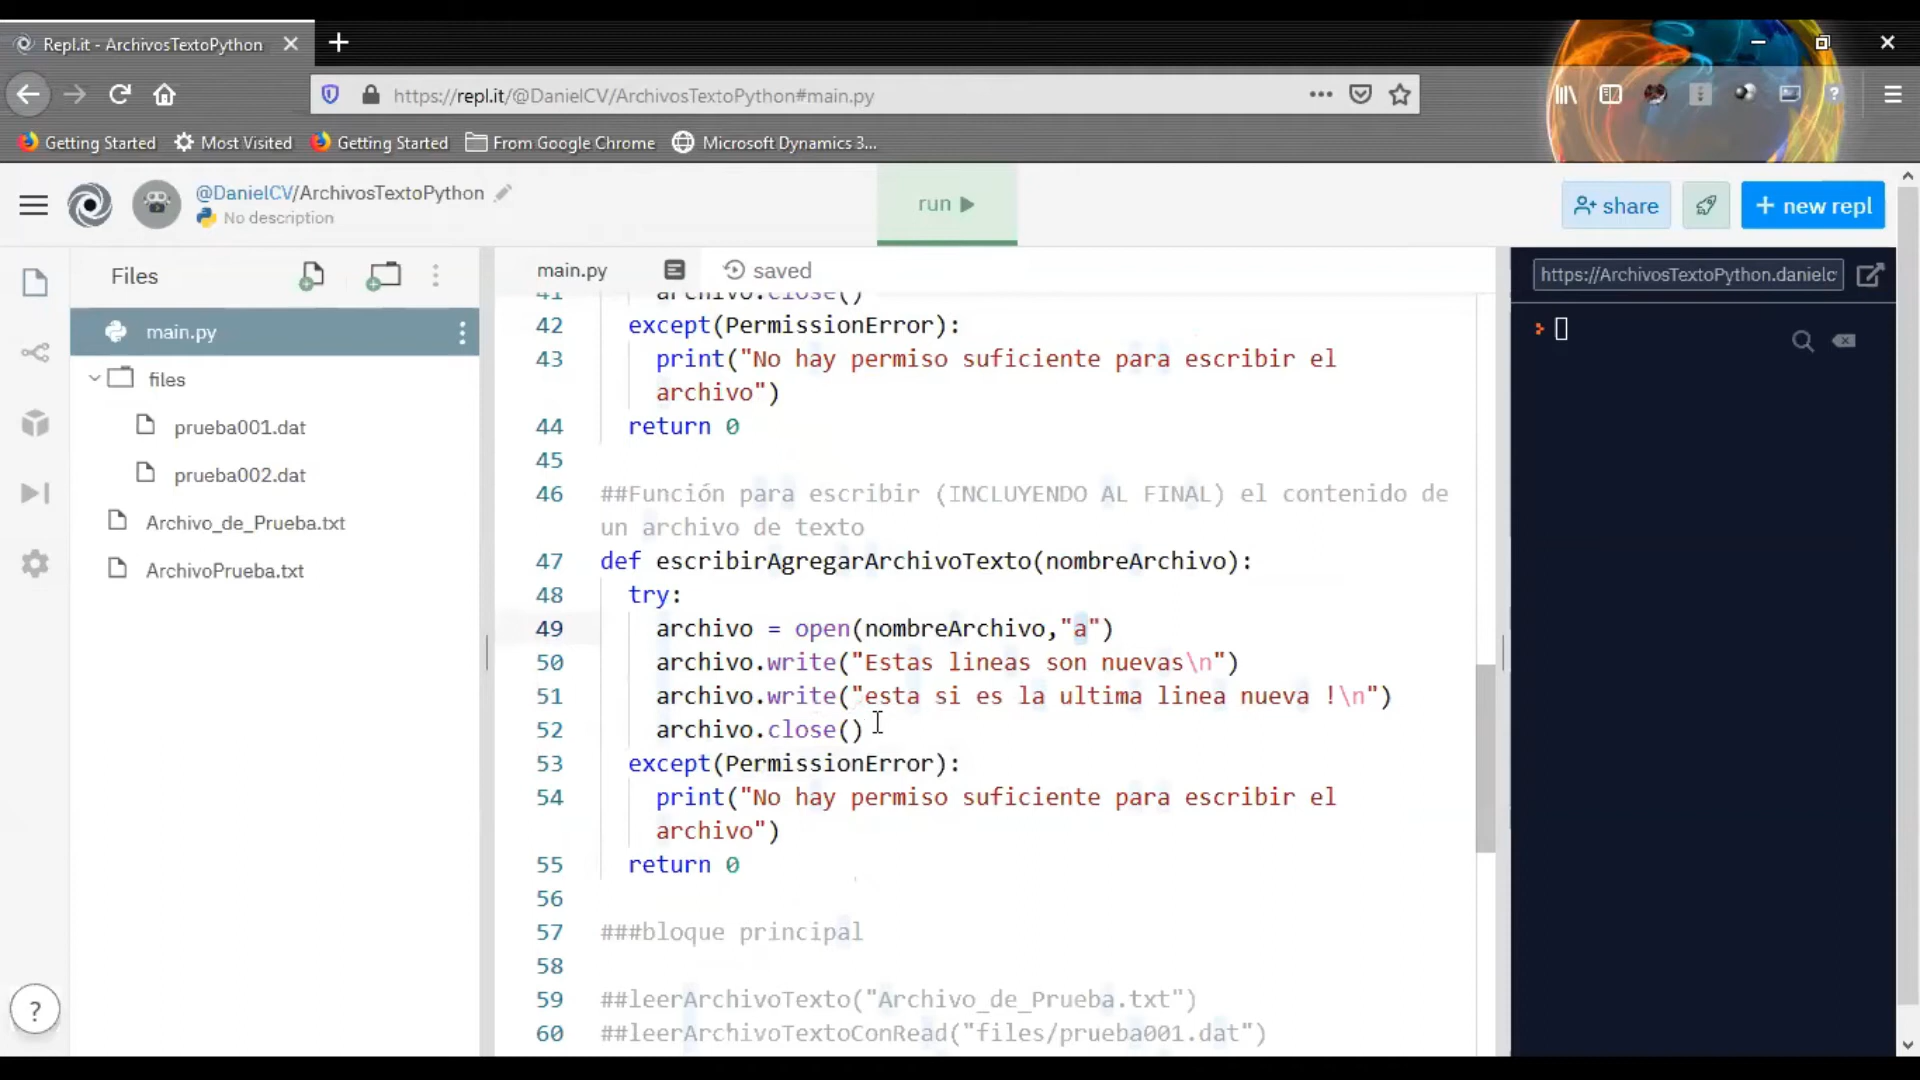 Repl.it - ArchivosTextoPython
https://repl.it/@DanielCV/ArchivosTextoPython#main.py
Getting Started Most Visited Getting Started From Google Chrome Microsoft Dynamics 3...
@DanielCV/ArchivosTextoPython
No description
run
share
+ new repl
Files
main.py
files
prueba001.dat
prueba002.dat
Archivo_de_Prueba.txt
ArchivoPrueba.txt
?
main.py saved
41 archivo.close()
42 except(PermissionError):
43 print("No hay permiso suficiente para escribir el
archivo")
44 return 0
45
46 ##Función para escribir (INCLUYENDO AL FINAL) el contenido de
un archivo de texto
47 def escribirAgregarArchivoTexto(nombreArchivo):
48 try:
49 archivo = open(nombreArchivo,"a")
50 archivo.write("Estas lineas son nuevas\n")
51 archivo.write("esta si es la ultima linea nueva !\n")
52 archivo.close()
53 except(PermissionError):
54 print("No hay permiso suficiente para escribir el
archivo")
55 return 0
56
57 ###bloque principal
58
59 ##leerArchivoTexto("Archivo_de_Prueba.txt")
60 ##leerArchivoTextoConRead("files/prueba001.dat")
https://ArchivosTextoPython.danielc